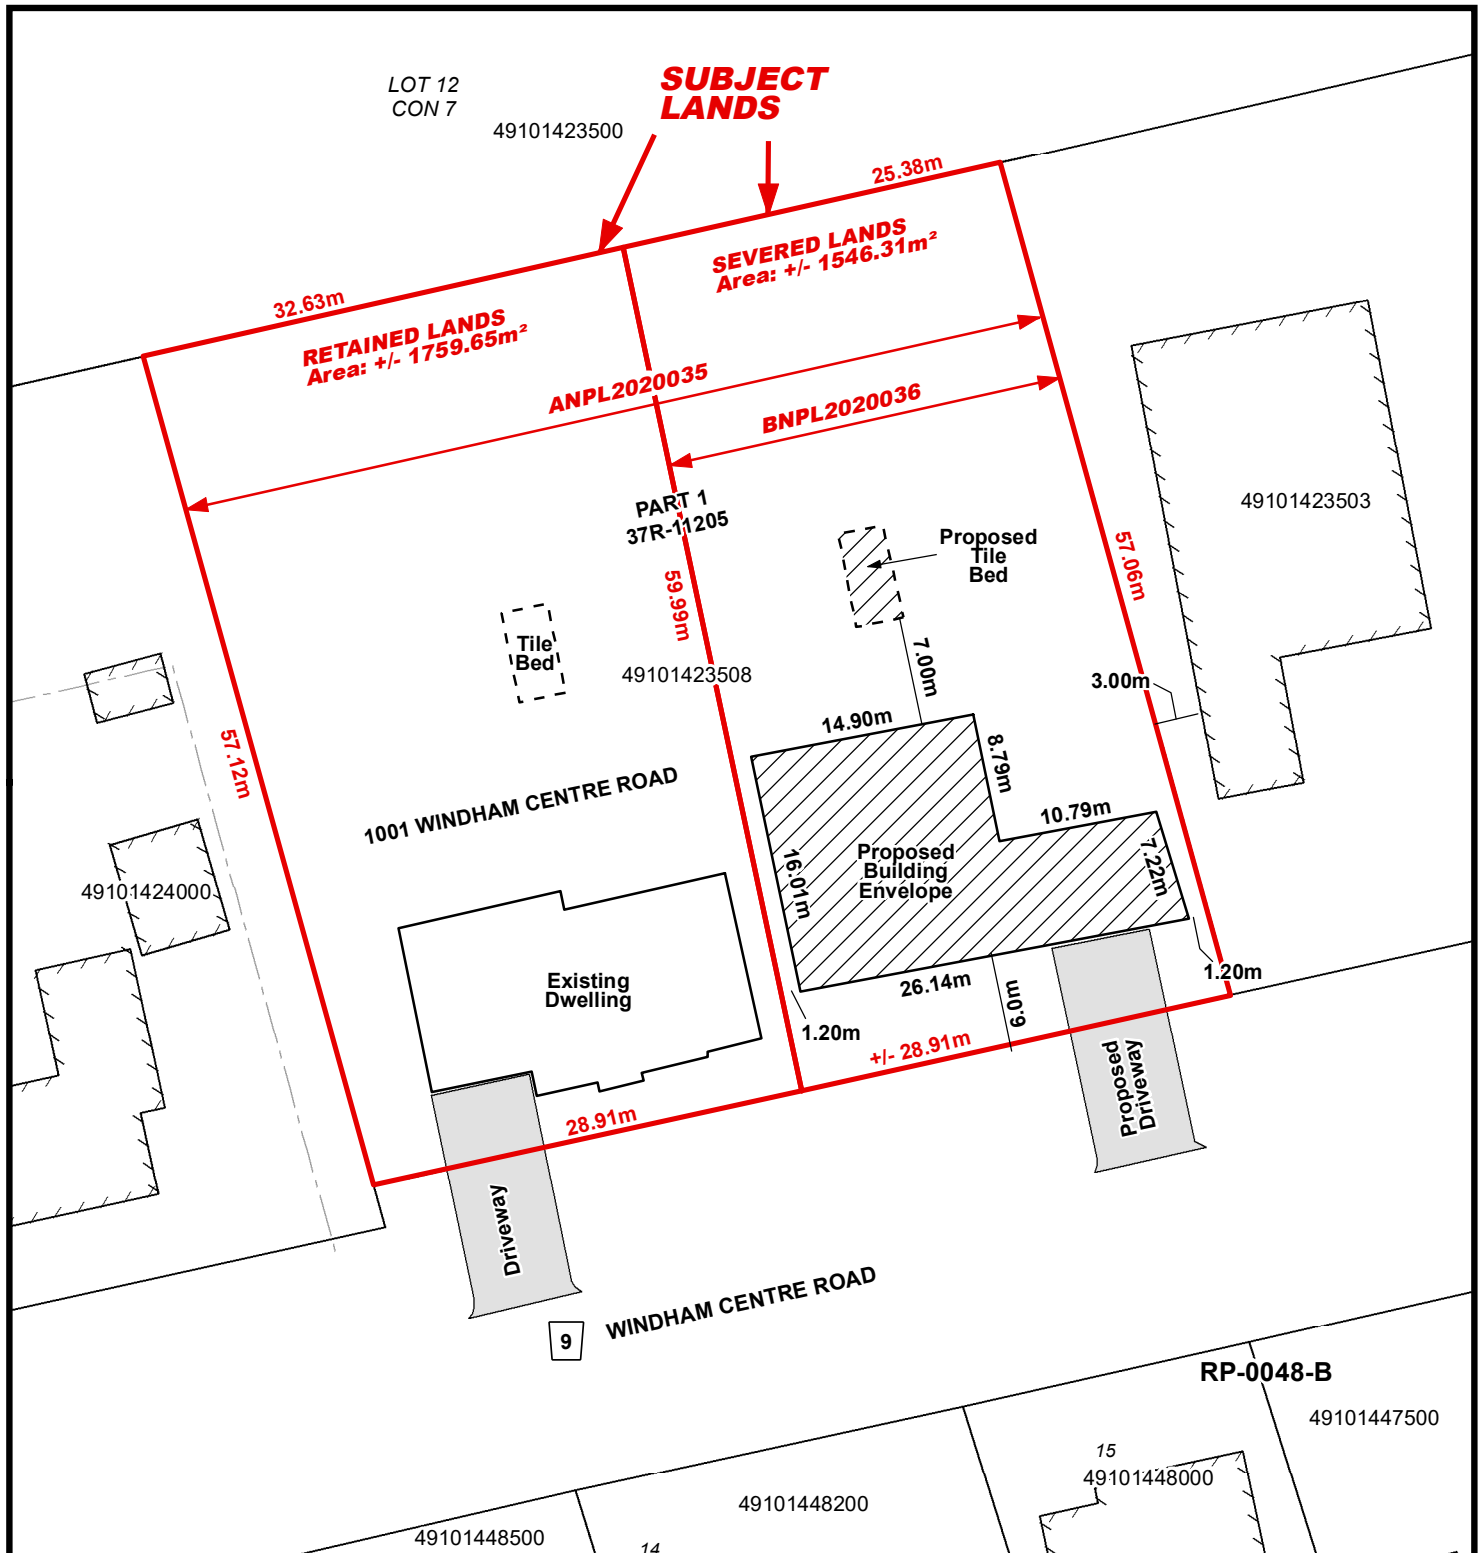 LOT 12
CON 7
49101423500
SUBJECT
LANDS
25.38m
32.63m
SEVERED LANDS
Area: +/- 1546.31m²
RETAINED LANDS
Area: +/- 1759.65m²
ANPL2020035
BNPL2020036
PART 1
37R-11205
49101423503
Proposed
Tile
Bed
57.06m
59.99m
Tile
Bed
49101423508
7.00m
3.00m
57.12m
14.90m
8.79m
1001 WINDHAM CENTRE ROAD
10.79m
Proposed
Building
Envelope
16.01m
7.22m
49101424000
Existing
Dwelling
26.14m
6.0m
1.20m
1.20m
+/- 28.91m
28.91m
Proposed
Driveway
Driveway
9
WINDHAM CENTRE ROAD
RP-0048-B
49101447500
15
49101448000
49101448200
49101448500
14